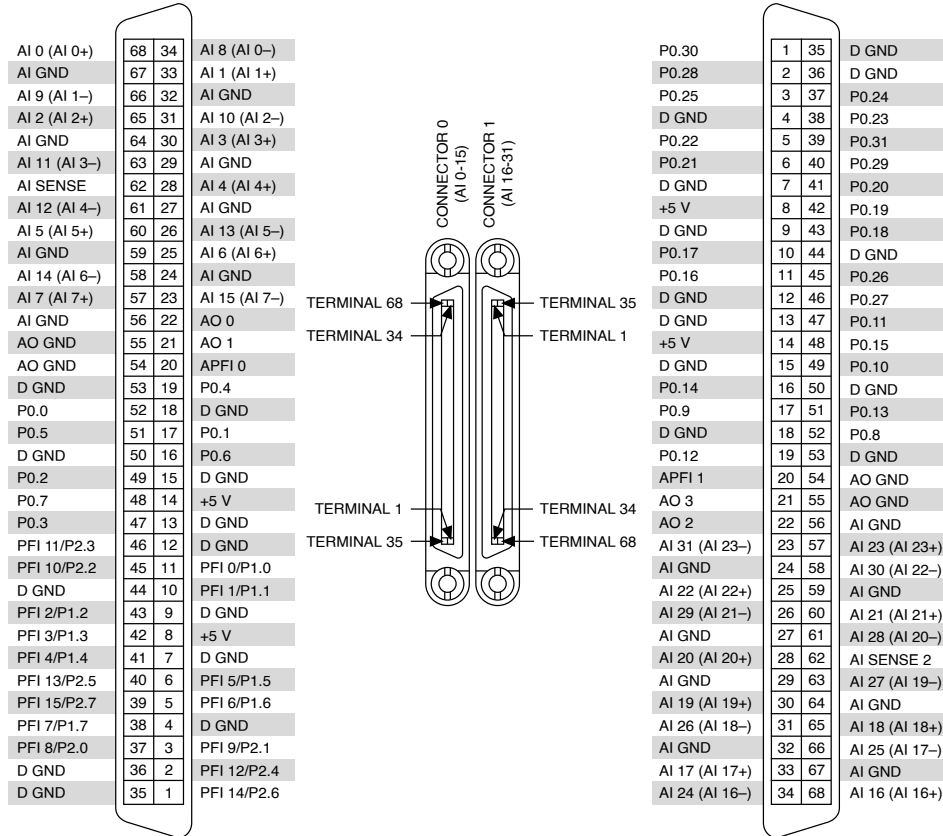 AI 0 (AI 0+) 68 34 AI 8 (AI 0–)
AI GND 67 33 AI 1 (AI 1+)
AI 9 (AI 1–) 66 32 AI GND
AI 2 (AI 2+) 65 31 AI 10 (AI 2–)
AI GND 64 30 AI 3 (AI 3+)
AI 11 (AI 3–) 63 29 AI GND
AI SENSE 62 28 AI 4 (AI 4+)
AI 12 (AI 4–) 61 27 AI GND
AI 5 (AI 5+) 60 26 AI 13 (AI 5–)
AI GND 59 25 AI 6 (AI 6+)
AI 14 (AI 6–) 58 24 AI GND
AI 7 (AI 7+) 57 23 AI 15 (AI 7–)
AI GND 56 22 AO 0
AO GND 55 21 AO 1
AO GND 54 20 APFI 0
D GND 53 19 P0.4
P0.0 52 18 D GND
P0.5 51 17 P0.1
D GND 50 16 P0.6
P0.2 49 15 D GND
P0.7 48 14 +5 V
P0.3 47 13 D GND
PFI 11/P2.3 46 12 D GND
PFI 10/P2.2 45 11 PFI 0/P1.0
D GND 44 10 PFI 1/P1.1
PFI 2/P1.2 43 9 D GND
PFI 3/P1.3 42 8 +5 V
PFI 4/P1.4 41 7 D GND
PFI 13/P2.5 40 6 PFI 5/P1.5
PFI 15/P2.7 39 5 PFI 6/P1.6
PFI 7/P1.7 38 4 D GND
PFI 8/P2.0 37 3 PFI 9/P2.1
D GND 36 2 PFI 12/P2.4
D GND 35 1 PFI 14/P2.6
CONNECTOR 0
(AI 0-15)
CONNECTOR 1
(AI 16-31)
TERMINAL 68
TERMINAL 34
TERMINAL 35
TERMINAL 1
TERMINAL 1
TERMINAL 35
TERMINAL 34
TERMINAL 68
P0.30 1 35 D GND
P0.28 2 36 D GND
P0.25 3 37 P0.24
D GND 4 38 P0.23
P0.22 5 39 P0.31
P0.21 6 40 P0.29
D GND 7 41 P0.20
+5 V 8 42 P0.19
D GND 9 43 P0.18
P0.17 10 44 D GND
P0.16 11 45 P0.26
D GND 12 46 P0.27
D GND 13 47 P0.11
+5 V 14 48 P0.15
D GND 15 49 P0.10
P0.14 16 50 D GND
P0.9 17 51 P0.13
D GND 18 52 P0.8
P0.12 19 53 D GND
APFI 1 20 54 AO GND
AO 3 21 55 AO GND
AO 2 22 56 AI GND
AI 31 (AI 23–) 23 57 AI 23 (AI 23+)
AI GND 24 58 AI 30 (AI 22–)
AI 22 (AI 22+) 25 59 AI GND
AI 29 (AI 21–) 26 60 AI 21 (AI 21+)
AI GND 27 61 AI 28 (AI 20–)
AI 20 (AI 20+) 28 62 AI SENSE 2
AI GND 29 63 AI 27 (AI 19–)
AI 19 (AI 19+) 30 64 AI GND
AI 26 (AI 18–) 31 65 AI 18 (AI 18+)
AI GND 32 66 AI 25 (AI 17–)
AI 17 (AI 17+) 33 67 AI GND
AI 24 (AI 16–) 34 68 AI 16 (AI 16+)